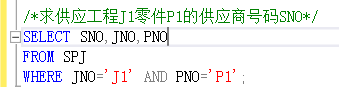 /*求供应工程J1零件P1的供应商号码SNO*/
SELECT SNO,JNO,PNO
FROM SPJ
WHERE JNO='J1' AND PNO='P1';